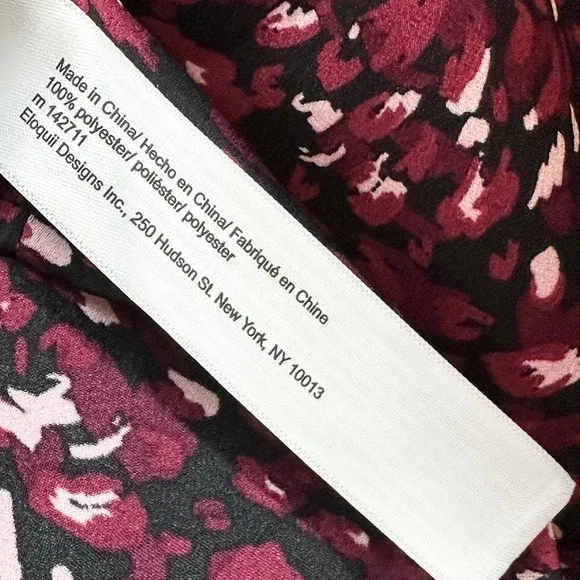 Made in China/ Hecho en China/ Fabriqué en Chine
100% polyester/ poliéster/ polyester
m 142711
Eloquii Designs Inc., 250 Hudson St. New York, NY 10013